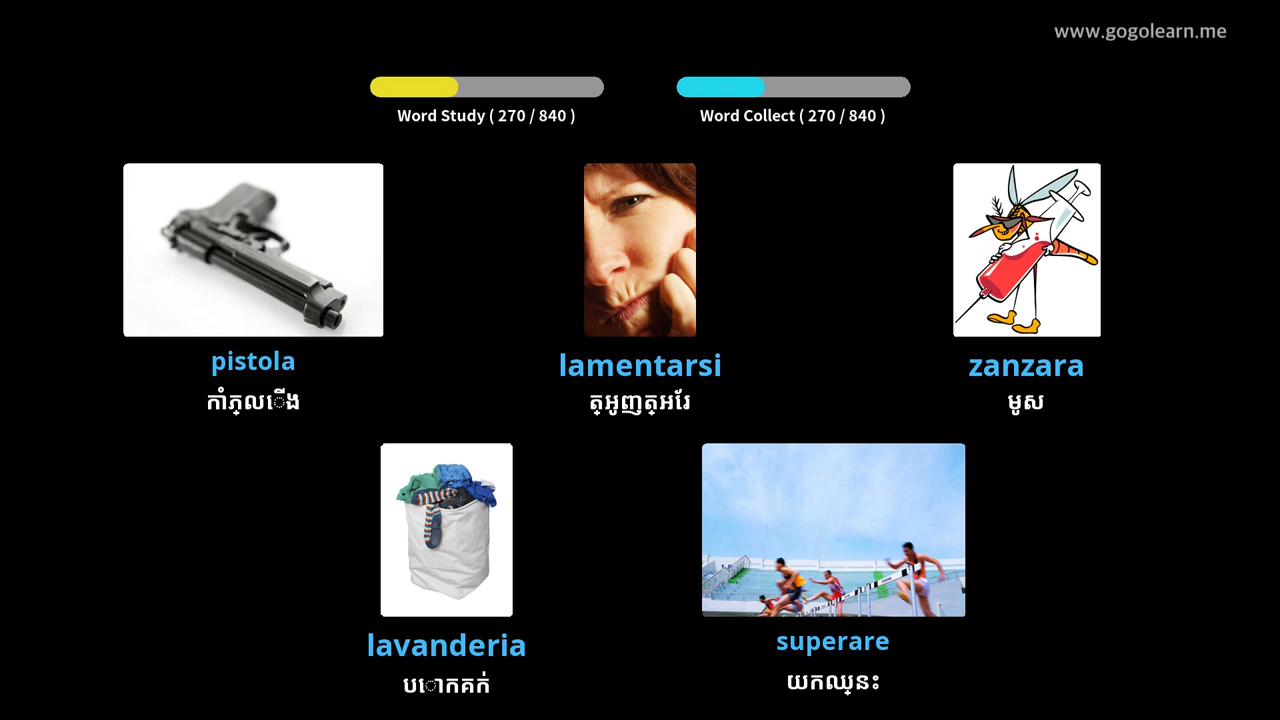 www.gogolearn.me
Word Study ( 270 / 840 )
Word Collect ( 270 / 840 )
pistola
កាំភ្លើង
lamentarsi
ត្អូញត្អរែ
zanzara
មូស
lavanderia
បោកគក់
superare
យកឈ្នះ